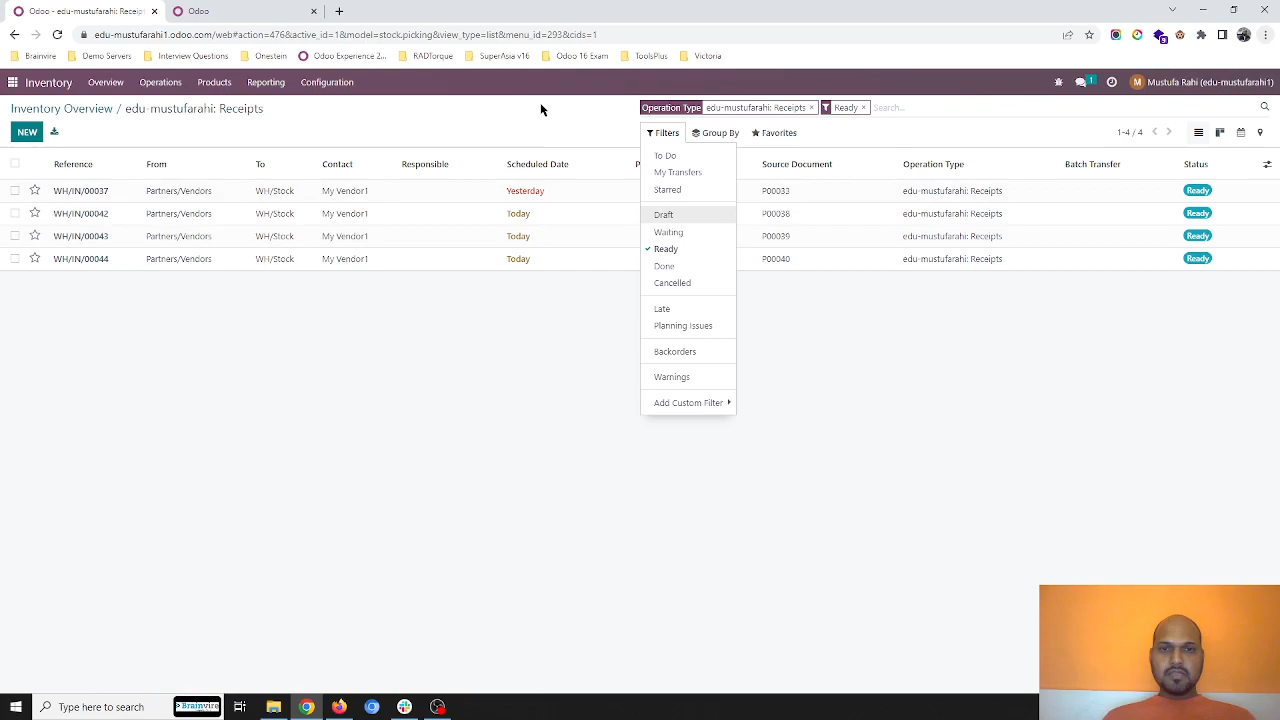 Odoo - edu-mustufarahi: Receipt
Odoo
edu-mustufarahi1.odoo.com/web#action=476&active_id=1&model=stock.picking&view_type=list&menu_id=293&cids=1
Brainvire Demo Servers Interview Questions Onestein Odoo Experience 2... RADTorque SuperAsia v16 Odoo 16 Exam ToolsPlus Victoria
Inventory Overview Operations Products Reporting Configuration 1 M Mustufa Rahi (edu-mustufarahi1)
Inventory Overview / edu-mustufarahi: Receipts
Operation Type edu-mustufarahi: Receipts × Ready × Search...
NEW
Filters Group By Favorites 1-4 / 4
Reference From To Contact Responsible Scheduled Date Source Document Operation Type Batch Transfer Status
WH/IN/00037 Partners/Vendors WH/Stock My Vendor1 Yesterday P00033 edu-mustufarahi: Receipts Ready
WH/IN/00042 Partners/Vendors WH/Stock My Vendor1 Today P00038 edu-mustufarahi: Receipts Ready
WH/IN/00043 Partners/Vendors WH/Stock My Vendor1 Today P00039 edu-mustufarahi: Receipts Ready
WH/IN/00044 Partners/Vendors WH/Stock My Vendor1 Today P00040 edu-mustufarahi: Receipts Ready
To Do
My Transfers
Starred
Draft
Waiting
Ready
Done
Cancelled
Late
Planning Issues
Backorders
Warnings
Add Custom Filter
Type here to search
> Brainvire